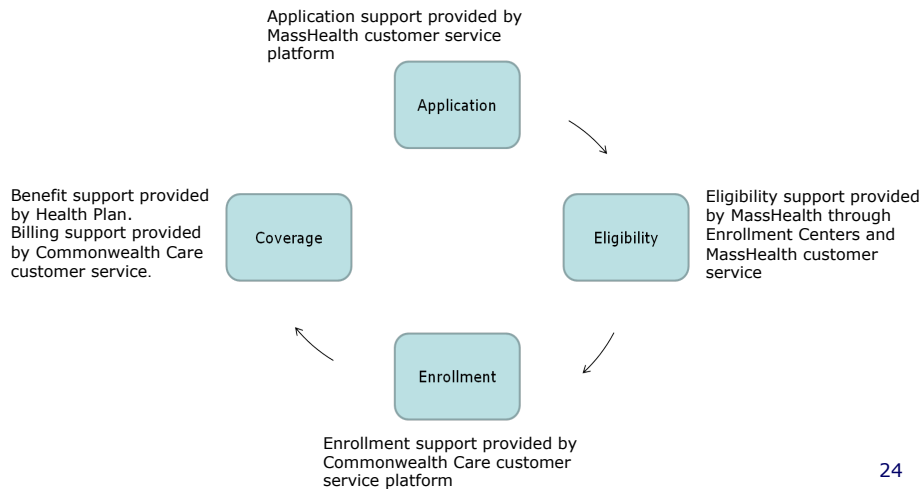 Application support provided by
MassHealth customer service
platform
Application
Benefit support provided
by Health Plan.
Billing support provided
by Commonwealth Care
customer service.
Coverage
Eligibility
Eligibility support provided
by MassHealth through
Enrollment Centers and
MassHealth customer
service
Enrollment
Enrollment support provided by
Commonwealth Care customer
service platform
24